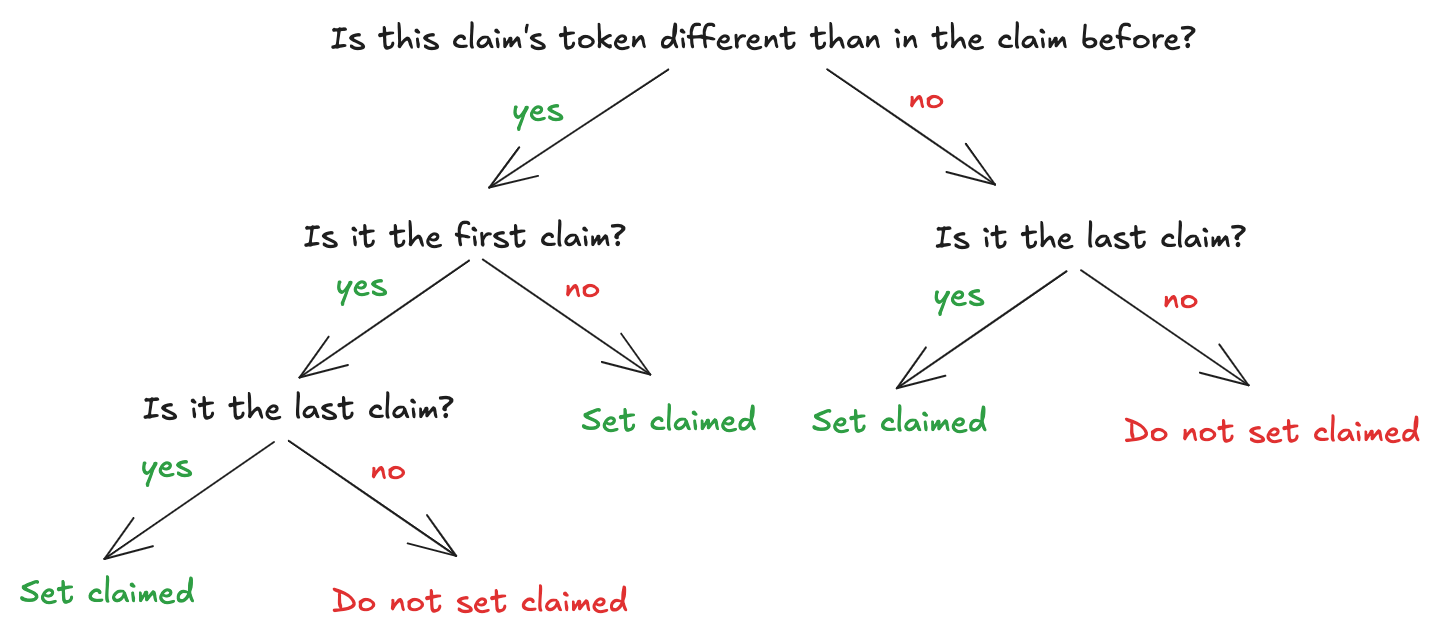 Is this claim's token different than in the claim before?
yes
no
Is it the first claim?
Is it the last claim?
yes
no
yes
no
Is it the last claim?
Set claimed
Set claimed
Do not set claimed
yes
no
Set claimed
Do not set claimed